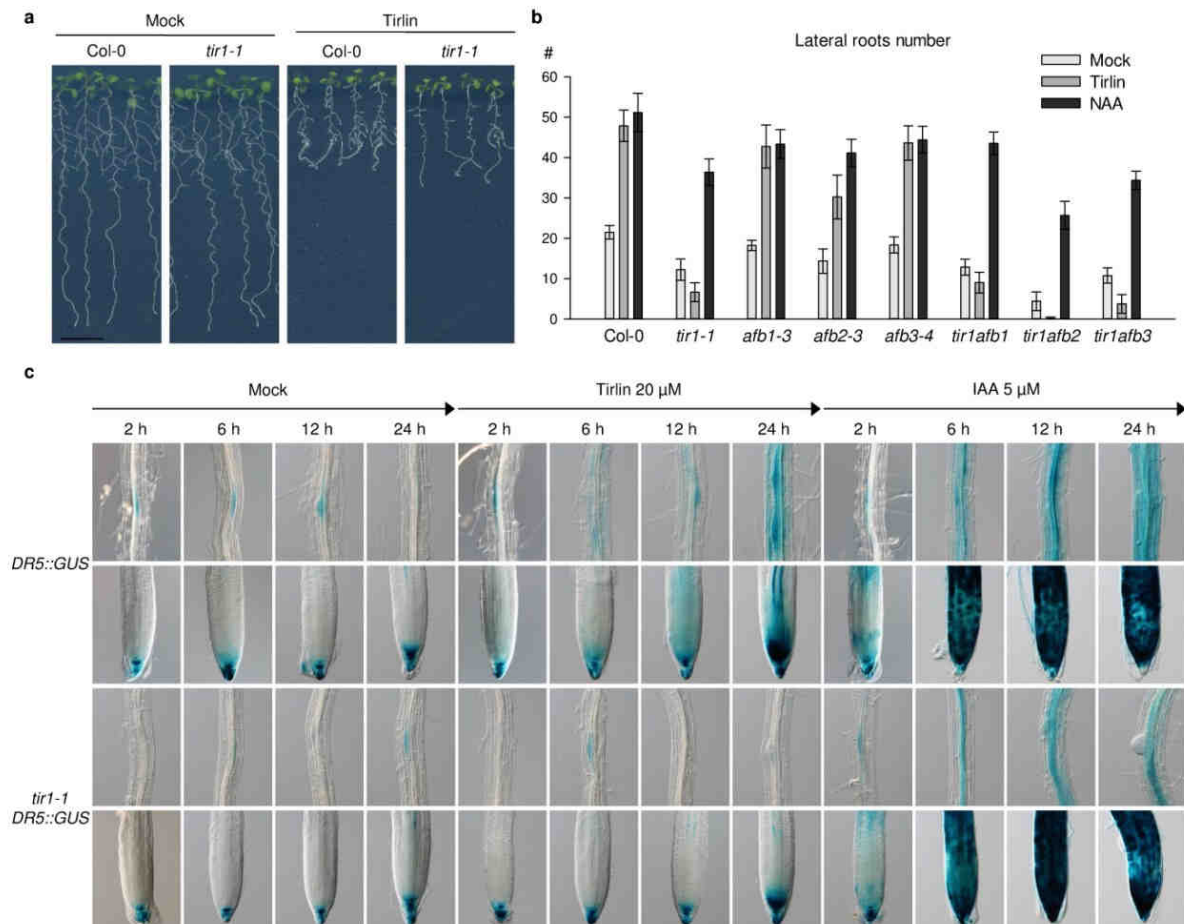 a
Mock
Tirlin
Col-0 tir1-1 Col-0 tir1-1
b
Lateral roots number
#
Mock
Tirlin
NAA
60
50
40
30
20
10
0
Col-0 tir1-1 afb1-3 afb2-3 afb3-4 tir1afb1 tir1afb2 tir1afb3
c
Mock Tirlin 20 µM IAA 5 µM
2 h 6 h 12 h 24 h 2 h 6 h 12 h 24 h 2 h 6 h 12 h 24 h
DR5::GUS
tir1-1
DR5::GUS